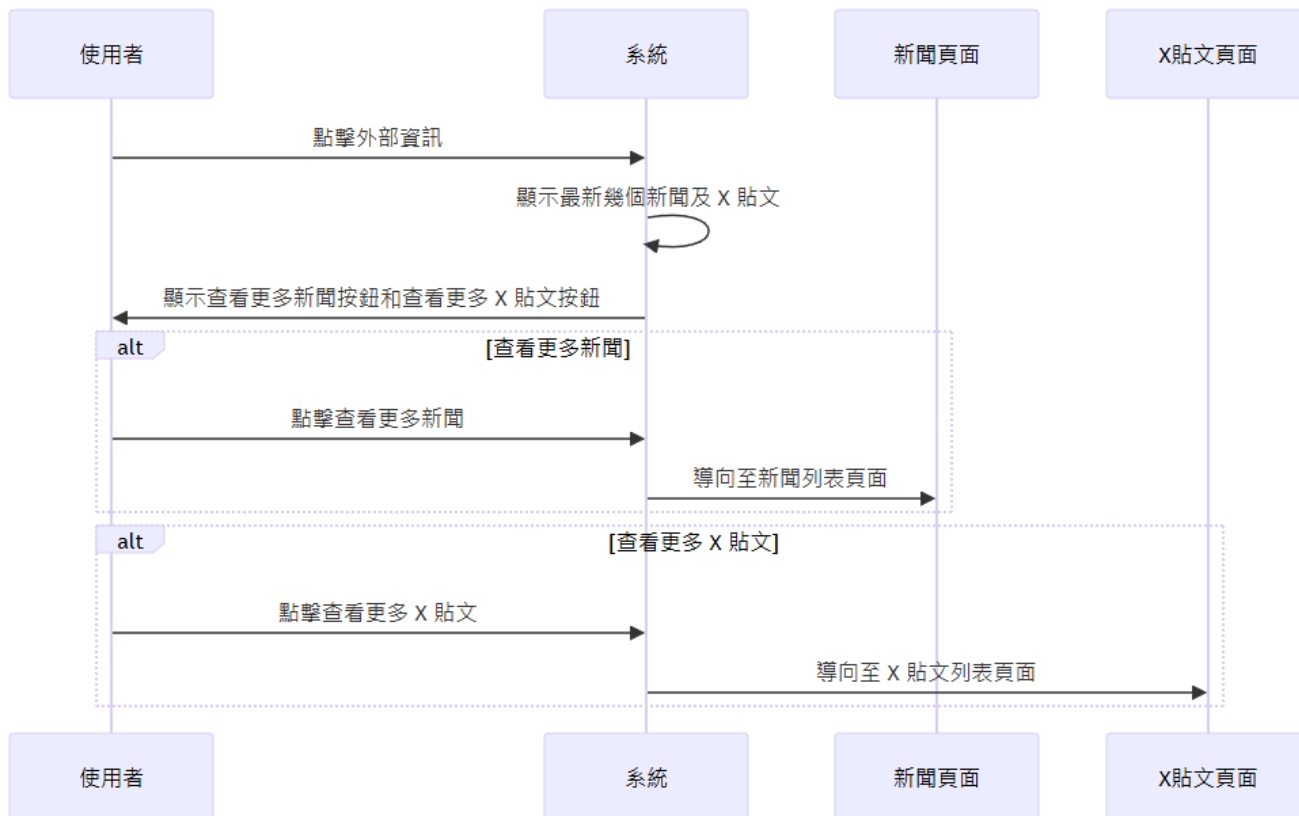 使用者
系統
新聞頁面
X貼文頁面
點擊外部資訊
顯示最新幾個新聞及 X 貼文
顯示查看更多新聞按鈕和查看更多 X 貼文按鈕
alt
[查看更多新聞]
點擊查看更多新聞
導向至新聞列表頁面
alt
[查看更多 X 貼文]
點擊查看更多 X 貼文
導向至 X 貼文列表頁面
使用者
系統
新聞頁面
X貼文頁面